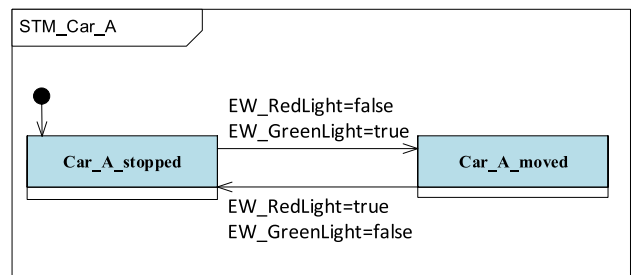 STM_Car_A
EW_RedLight=false
EW_GreenLight=true
Car_A_stopped
Car_A_moved
EW_RedLight=true
EW_GreenLight=false